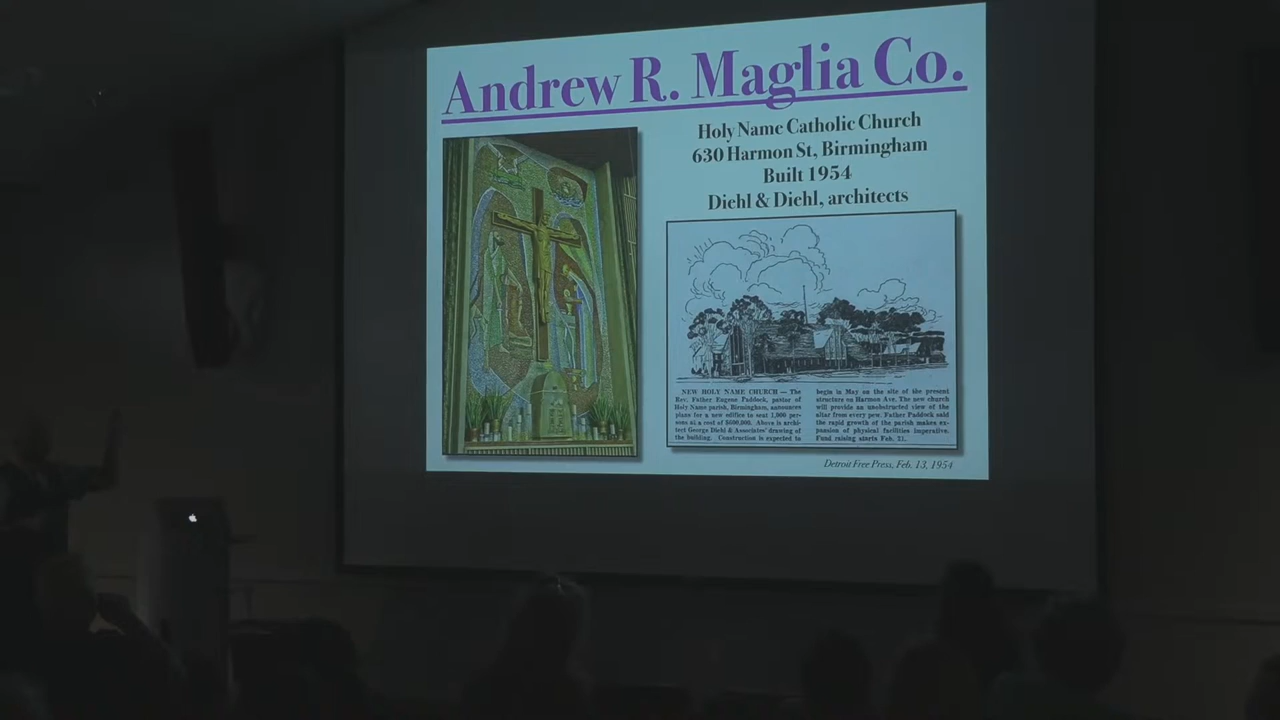 Andrew R. Maglia Co.
Holy Name Catholic Church
630 Harmon St, Birmingham
Built 1954
Diehl & Diehl, architects
NEW HOLY NAME CHURCH — The
Rev. Father Eugene Paddock, pastor of
Holy Name parish, Birmingham, announces
plans for a new edifice to seat 1,000 per-
sons at a cost of $600,000. Above is archi-
tect George Diehl & Associates' drawing of
the building. Construction is expected to
begin in May on the site of the present
structure on Harmon Ave. The new church
will provide an unobstructed view of the
altar from every pew. Father Paddock said
the rapid growth of the parish makes ex-
pansion of physical facilities imperative.
Fund raising starts Feb. 21.
Detroit Free Press, Feb. 13, 1954